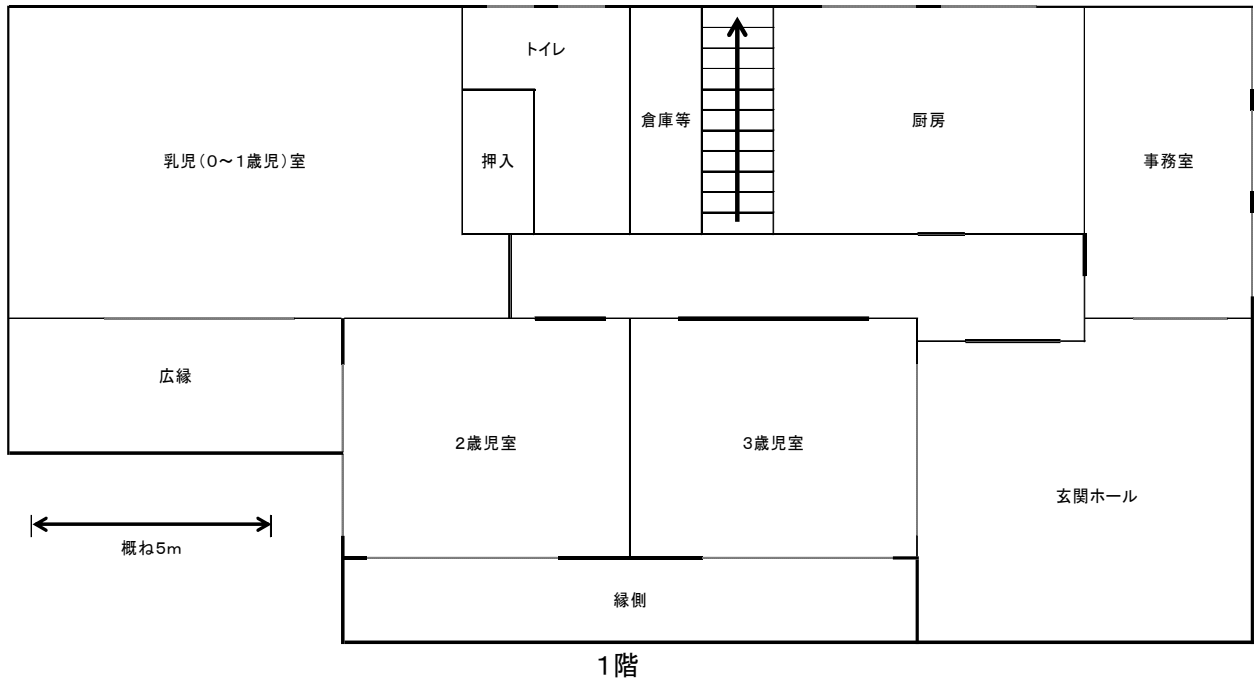 トイレ
倉庫等
厨房
乳児(0~1歳児)室
押入
事務室
広縁
2歳児室
3歳児室
玄関ホール
概ね5m
縁側
1階